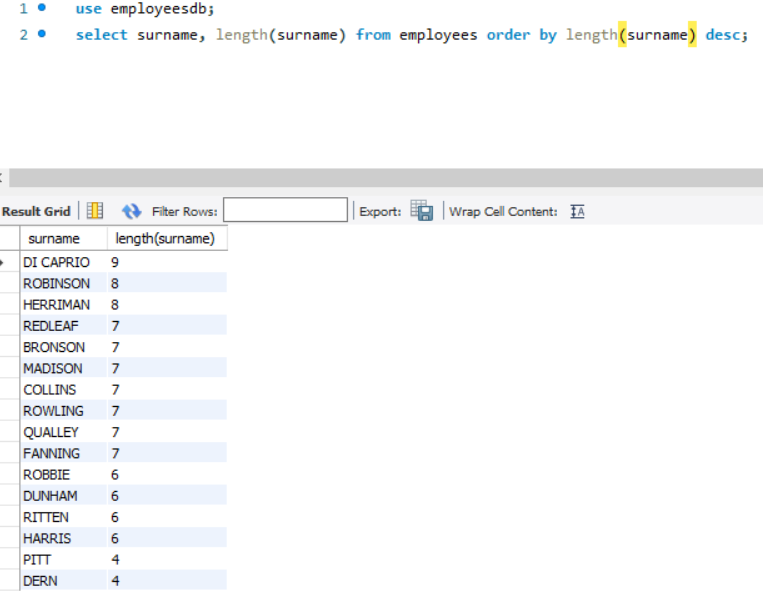 1 use employeesdb;
2 select surname, length(surname) from employees order by length(surname) desc;
Result Grid Filter Rows: Export: Wrap Cell Content: IA
surname length(surname)
DI CAPRIO 9
ROBINSON 8
HERRIMAN 8
REDLEAF 7
BRONSON 7
MADISON 7
COLLINS 7
ROWLING 7
QUALLEY 7
FANNING 7
ROBBIE 6
DUNHAM 6
RITTEN 6
HARRIS 6
PITT 4
DERN 4